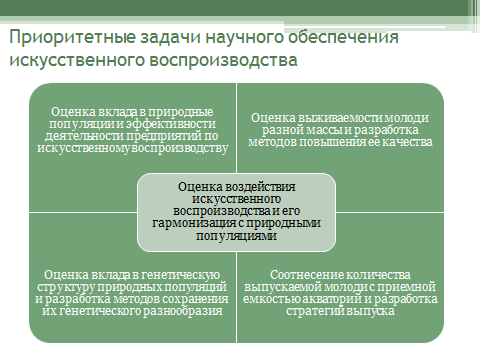 Приоритетные задачи научного обеспечения
искусственного воспроизводства
Оценка вклада в природные
популяции и эффективности
деятельности предприятий по
искусственному воспроизводству
Оценка выживаемости молоди
разной массы и разработка
методов повышения её качества
Оценка воздействия
искусственного
воспроизводства и его
гармонизация с природными
популяциями
Оценка вклада в генетическую
структуру природных популяций
и разработка методов сохранения
их генетического разнообразия
Соотнесение количества
выпускаемой молоди с приемной
емкостью акваторий и разработка
стратегий выпуска